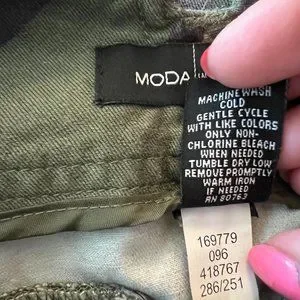 MODA
MACHINE WASH
COLD
GENTLE CYCLE
WITH LIKE COLORS
ONLY NON-
CHLORINE BLEACH
WHEN NEEDED
TUMBLE DRY LOW
REMOVE PROMPTLY
WARM IRON
IF NEEDED
RN 80763
169779
096
418767
286/251